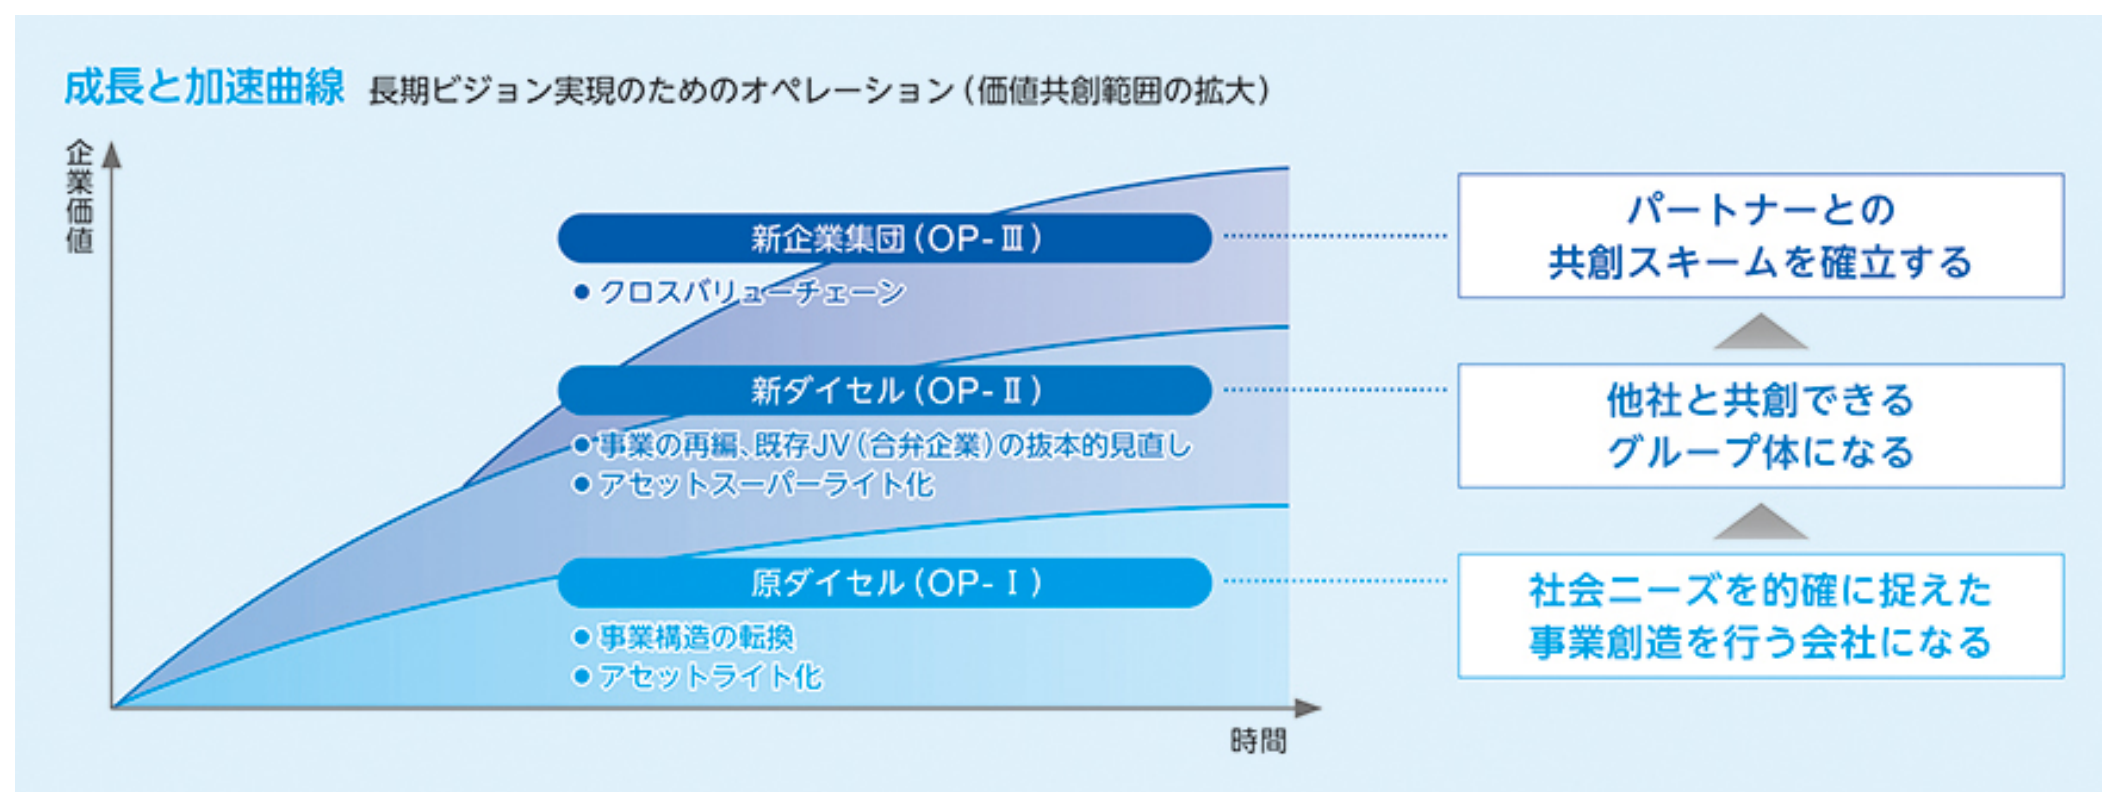 成長と加速曲線 長期ビジョン実現のためのオペレーション(価値共創範囲の拡大)
企業価値
新企業集団(OP-Ⅲ)
● クロスバリューチェーン
パートナーとの
共創スキームを確立する
新ダイセル(OP-Ⅱ)
● 事業の再編、既存JV(合弁企業)の抜本的見直し
● アセットスーパーライト化
他社と共創できる
グループ体になる
原ダイセル(OP-Ⅰ)
● 事業構造の転換
● アセットライト化
社会ニーズを的確に捉えた
事業創造を行う会社になる
時間